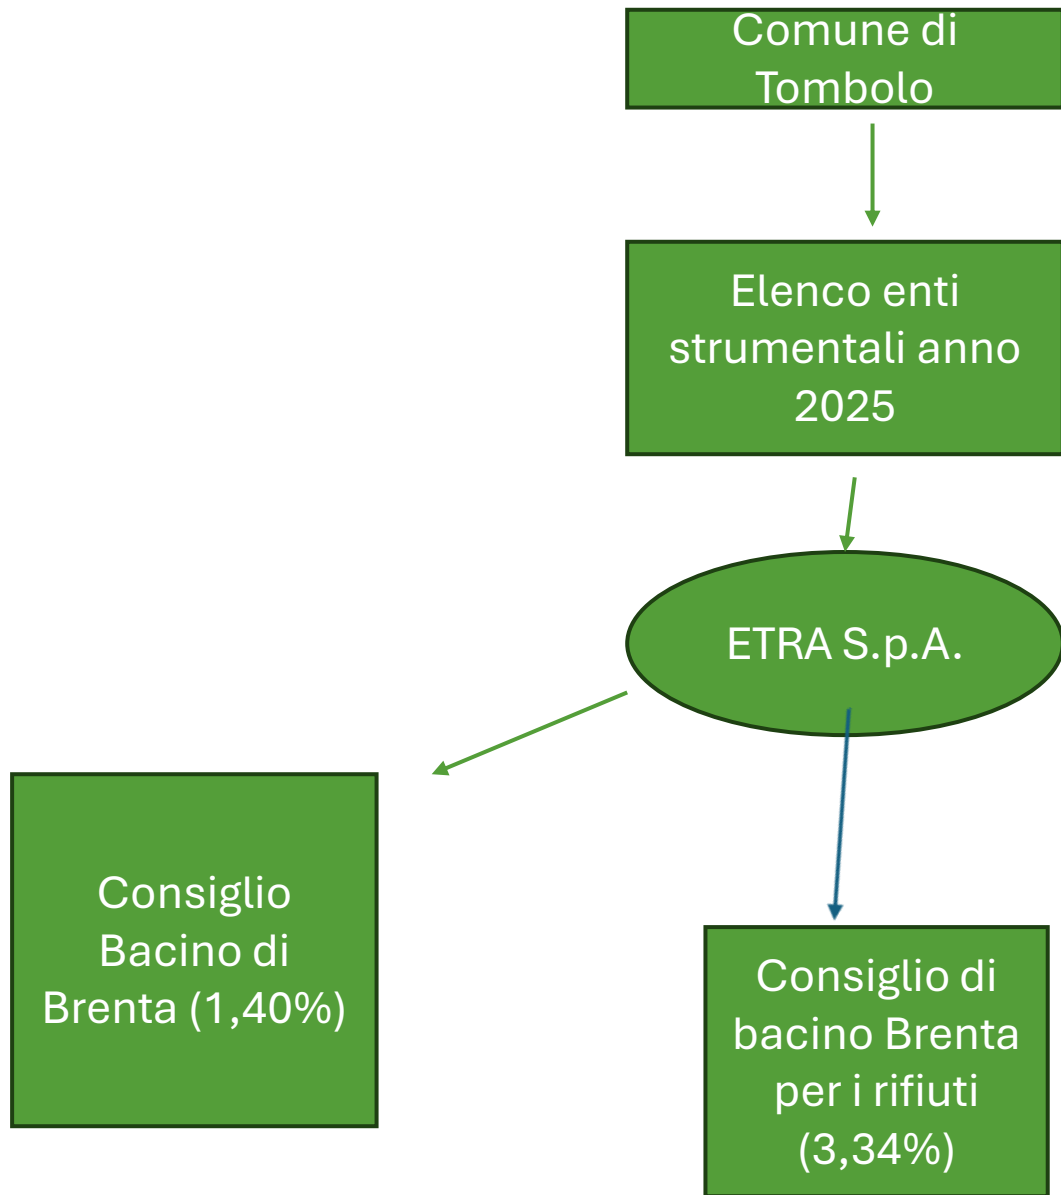 Comune di
Tombolo
Elenco enti
strumentali anno
2025
ETRA S.p.A.
Consiglio
Bacino di
Brenta (1,40%)
Consiglio di
bacino Brenta
per i rifiuti
(3,34%)